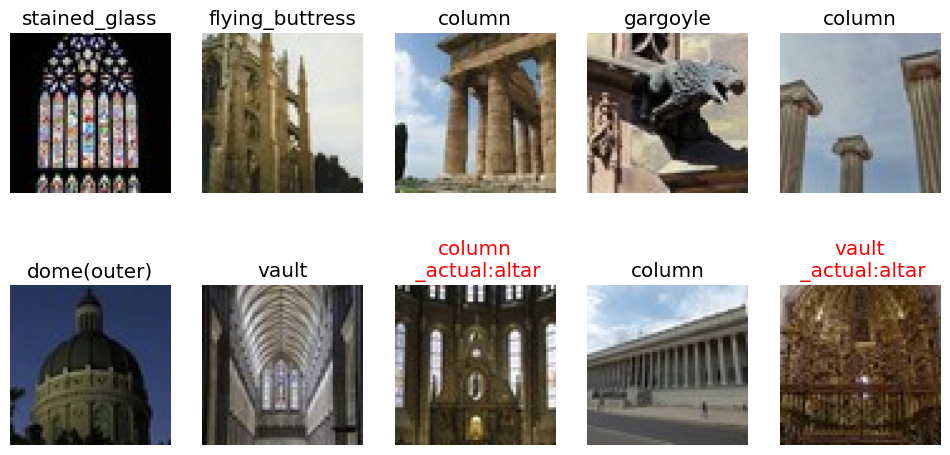 stained_glass
flying_buttress
column
gargoyle
column
dome(outer)
vault
column
_actual:altar
column
vault
_actual:altar